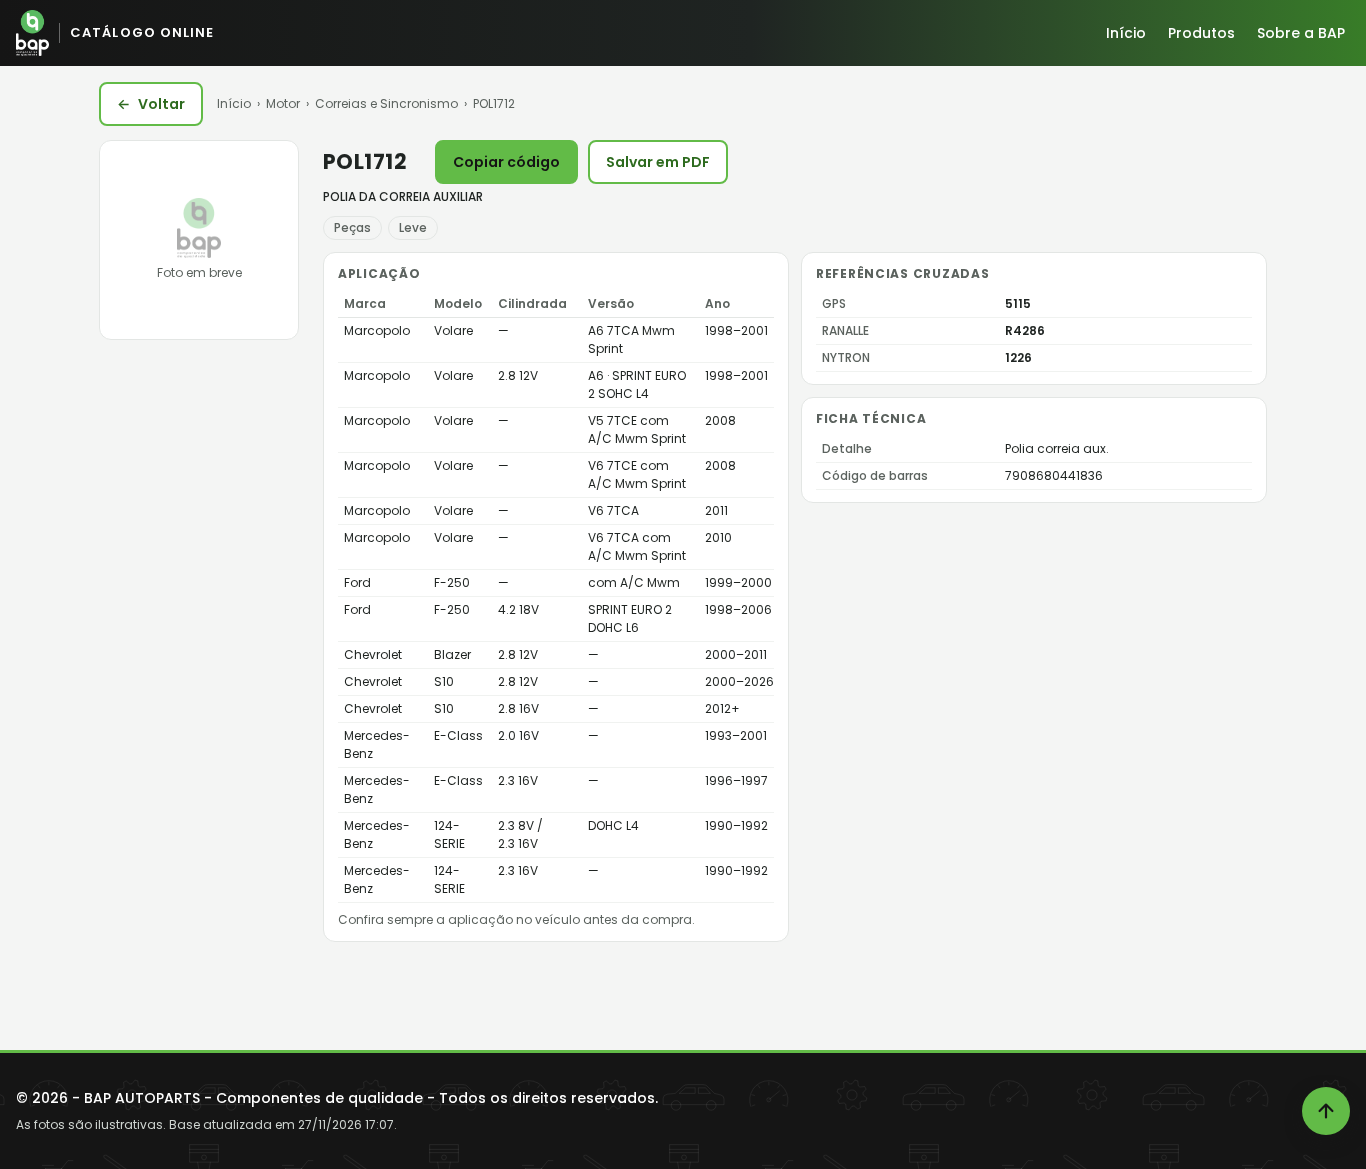 bap
CATÁLOGO ONLINE
Início
Produtos
Sobre a BAP
← Voltar
Início › Motor › Correias e Sincronismo › POL1712
bap
Foto em breve
POL1712
Copiar código
Salvar em PDF
POLIA DA CORREIA AUXILIAR
Peças
Leve
APLICAÇÃO
Marca Modelo Cilindrada Versão Ano
Marcopolo Volare — A6 7TCA Mwm 1998–2001
Sprint
Marcopolo Volare 2.8 12V A6 · SPRINT EURO 1998–2001
2 SOHC L4
Marcopolo Volare — V5 7TCE com 2008
A/C Mwm Sprint
Marcopolo Volare — V6 7TCE com 2008
A/C Mwm Sprint
Marcopolo Volare — V6 7TCA 2011
Marcopolo Volare — V6 7TCA com 2010
A/C Mwm Sprint
Ford F-250 — com A/C Mwm 1999–2000
Ford F-250 4.2 18V SPRINT EURO 2 1998–2006
DOHC L6
Chevrolet Blazer 2.8 12V — 2000–2011
Chevrolet S10 2.8 12V — 2000–2026
Chevrolet S10 2.8 16V — 2012+
Mercedes- E-Class 2.0 16V — 1993–2001
Benz
Mercedes- E-Class 2.3 16V — 1996–1997
Benz
Mercedes- 124- 2.3 8V / DOHC L4 1990–1992
Benz SERIE 2.3 16V
Mercedes- 124- 2.3 16V — 1990–1992
Benz SERIE
Confira sempre a aplicação no veículo antes da compra.
REFERÊNCIAS CRUZADAS
GPS 5115
RANALLE R4286
NYTRON 1226
FICHA TÉCNICA
Detalhe Polia correia aux.
Código de barras 7908680441836
© 2026 - BAP AUTOPARTS - Componentes de qualidade - Todos os direitos reservados.
As fotos são ilustrativas. Base atualizada em 27/11/2026 17:07.